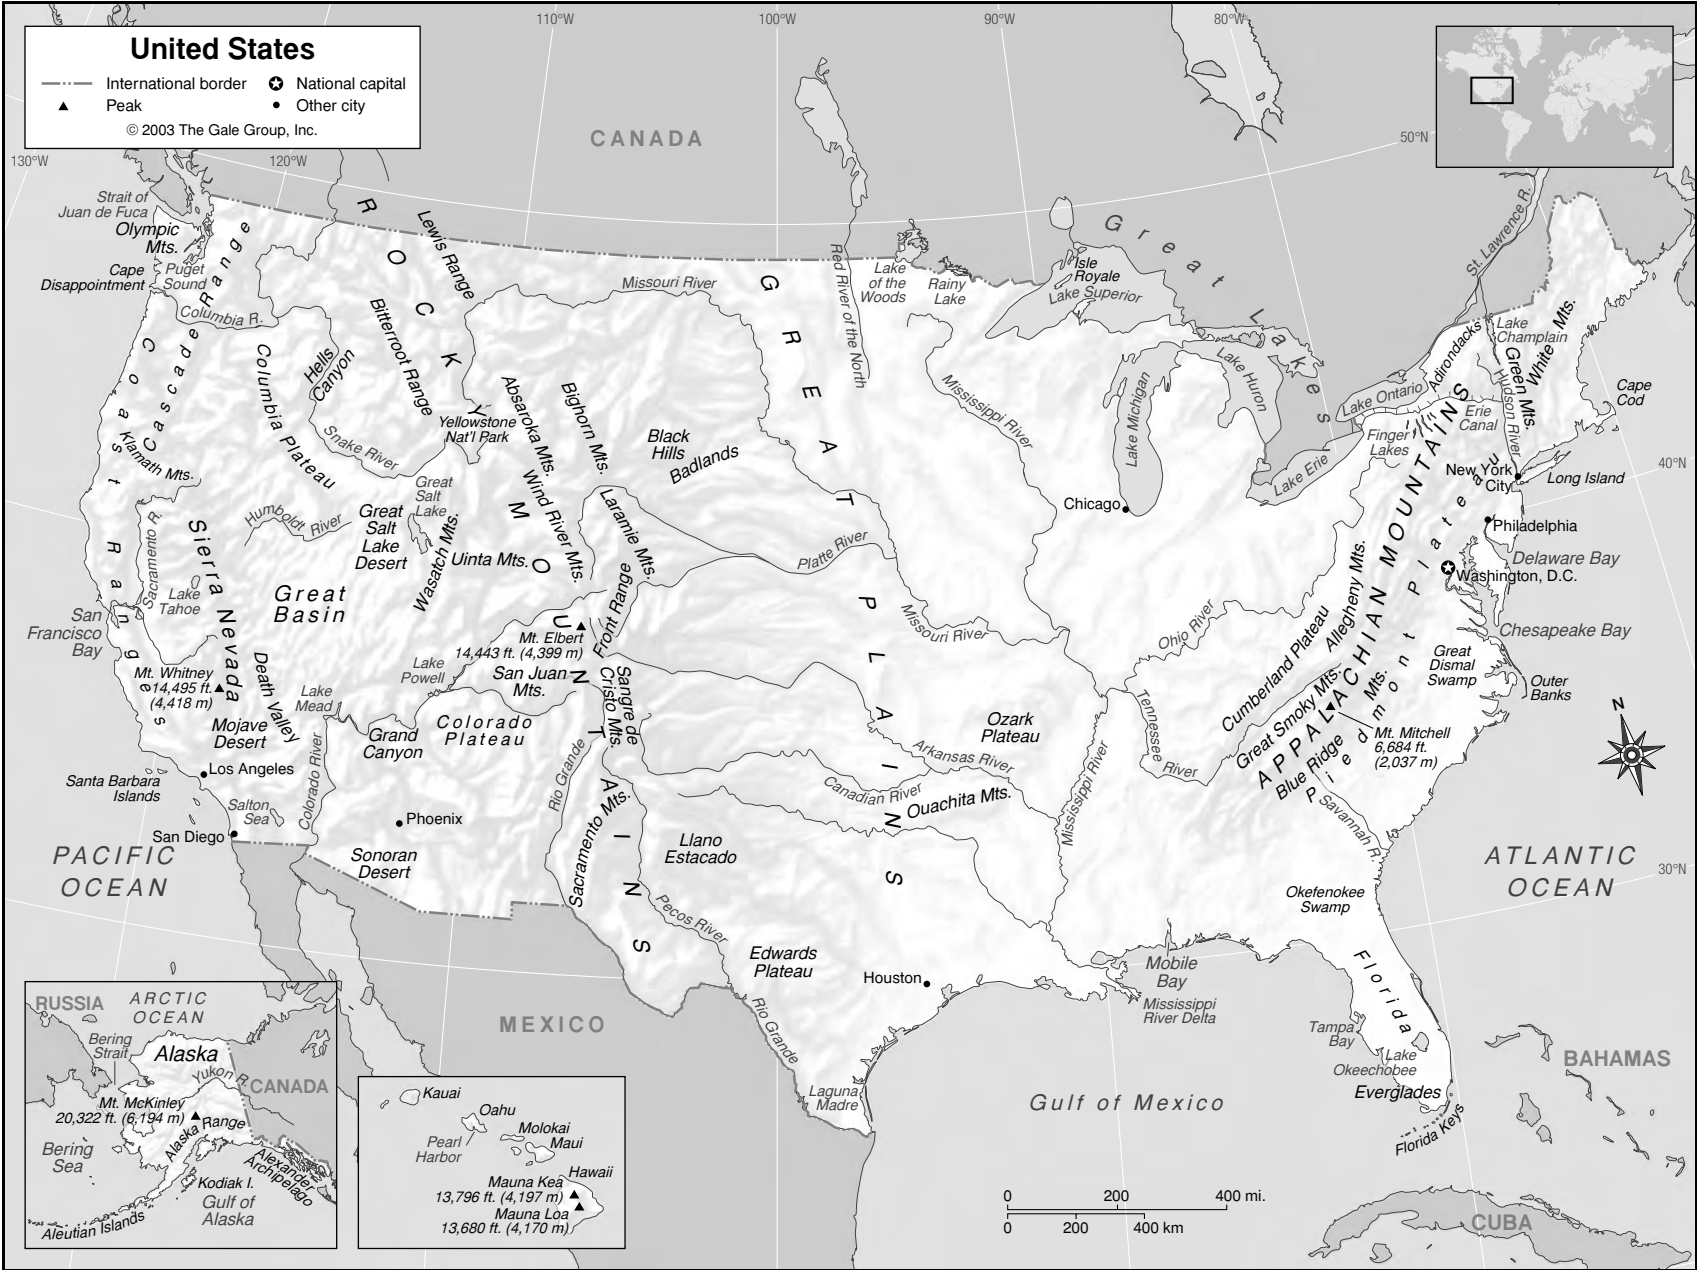 United States
International border
National capital
Peak
Other city
© 2003 The Gale Group, Inc.
110°W
100°W
90°W
80°W
130°W
120°W
50°N
40°N
30°N
CANADA
Strait of
Juan de Fuca
Olympic
Mts.
Cape
Disappointment
Puget
Sound
Columbia R.
Cascade Range
Coast Ranges
Klamath Mts.
Columbia Plateau
Hells
Canyon
Snake River
ROCKY MOUNTAINS
Lewis Range
Bitterroot Range
Missouri River
Yellowstone
Nat'l Park
Absaroka Mts.
Bighorn Mts.
Wind River Mts.
Black
Hills
Badlands
Laramie Mts.
Front Range
GREAT PLAINS
Red River of the North
Lake
of the
Woods
Rainy
Lake
Isle
Royale
Lake Superior
Great Lakes
Lake Michigan
Lake Huron
Lake Ontario
Lake Erie
Mississippi River
Chicago
St. Lawrence R.
Adirondacks
Lake
Champlain
Green Mts.
White Mts.
Hudson River
Erie
Canal
Finger
Lakes
Cape
Cod
New York
City
Long Island
Philadelphia
Delaware Bay
Washington, D.C.
Chesapeake Bay
Great
Dismal
Swamp
Outer
Banks
APPALACHIAN MOUNTAINS
Piedmont Plateau
Allegheny Mts.
Cumberland Plateau
Great Smoky Mts.
Blue Ridge Mts.
Mt. Mitchell
6,684 ft.
(2,037 m)
Ohio River
Tennessee
River
Savannah R.
Sacramento R.
Humboldt River
Sierra Nevada
Lake
Tahoe
Great
Basin
Great
Salt
Lake
Desert
Great
Salt
Lake
Wasatch Mts.
Uinta Mts.
San
Francisco
Bay
Mt. Whitney
14,495 ft.
(4,418 m)
Death Valley
Mojave
Desert
Lake
Mead
Lake
Powell
Grand
Canyon
Colorado
Plateau
Colorado River
Mt. Elbert
14,443 ft. (4,399 m)
San Juan
Mts.
Sangre de
Cristo Mts.
Rio Grande
Sacramento Mts.
Los Angeles
Santa Barbara
Islands
Salton
Sea
San Diego
Phoenix
Sonoran
Desert
Platte River
Missouri River
Arkansas River
Canadian River
Ozark
Plateau
Ouachita Mts.
Mississippi River
Llano
Estacado
Pecos River
Edwards
Plateau
Rio Grande
Houston
Laguna
Madre
Mobile
Bay
Mississippi
River Delta
Okefenokee
Swamp
Florida
Tampa
Bay
Lake
Okeechobee
Everglades
Florida Keys
PACIFIC
OCEAN
ATLANTIC
OCEAN
Gulf of Mexico
MEXICO
BAHAMAS
CUBA
N
0 200 400 mi.
0 200 400 km
RUSSIA
ARCTIC
OCEAN
Bering
Strait
Alaska
Yukon R.
CANADA
Mt. McKinley
20,322 ft. (6,194 m)
Alaska Range
Bering
Sea
Kodiak I.
Gulf of
Alaska
Alexander
Archipelago
Aleutian Islands
Kauai
Oahu
Pearl
Harbor
Molokai
Maui
Hawaii
Mauna Kea
13,796 ft. (4,197 m)
Mauna Loa
13,680 ft. (4,170 m)